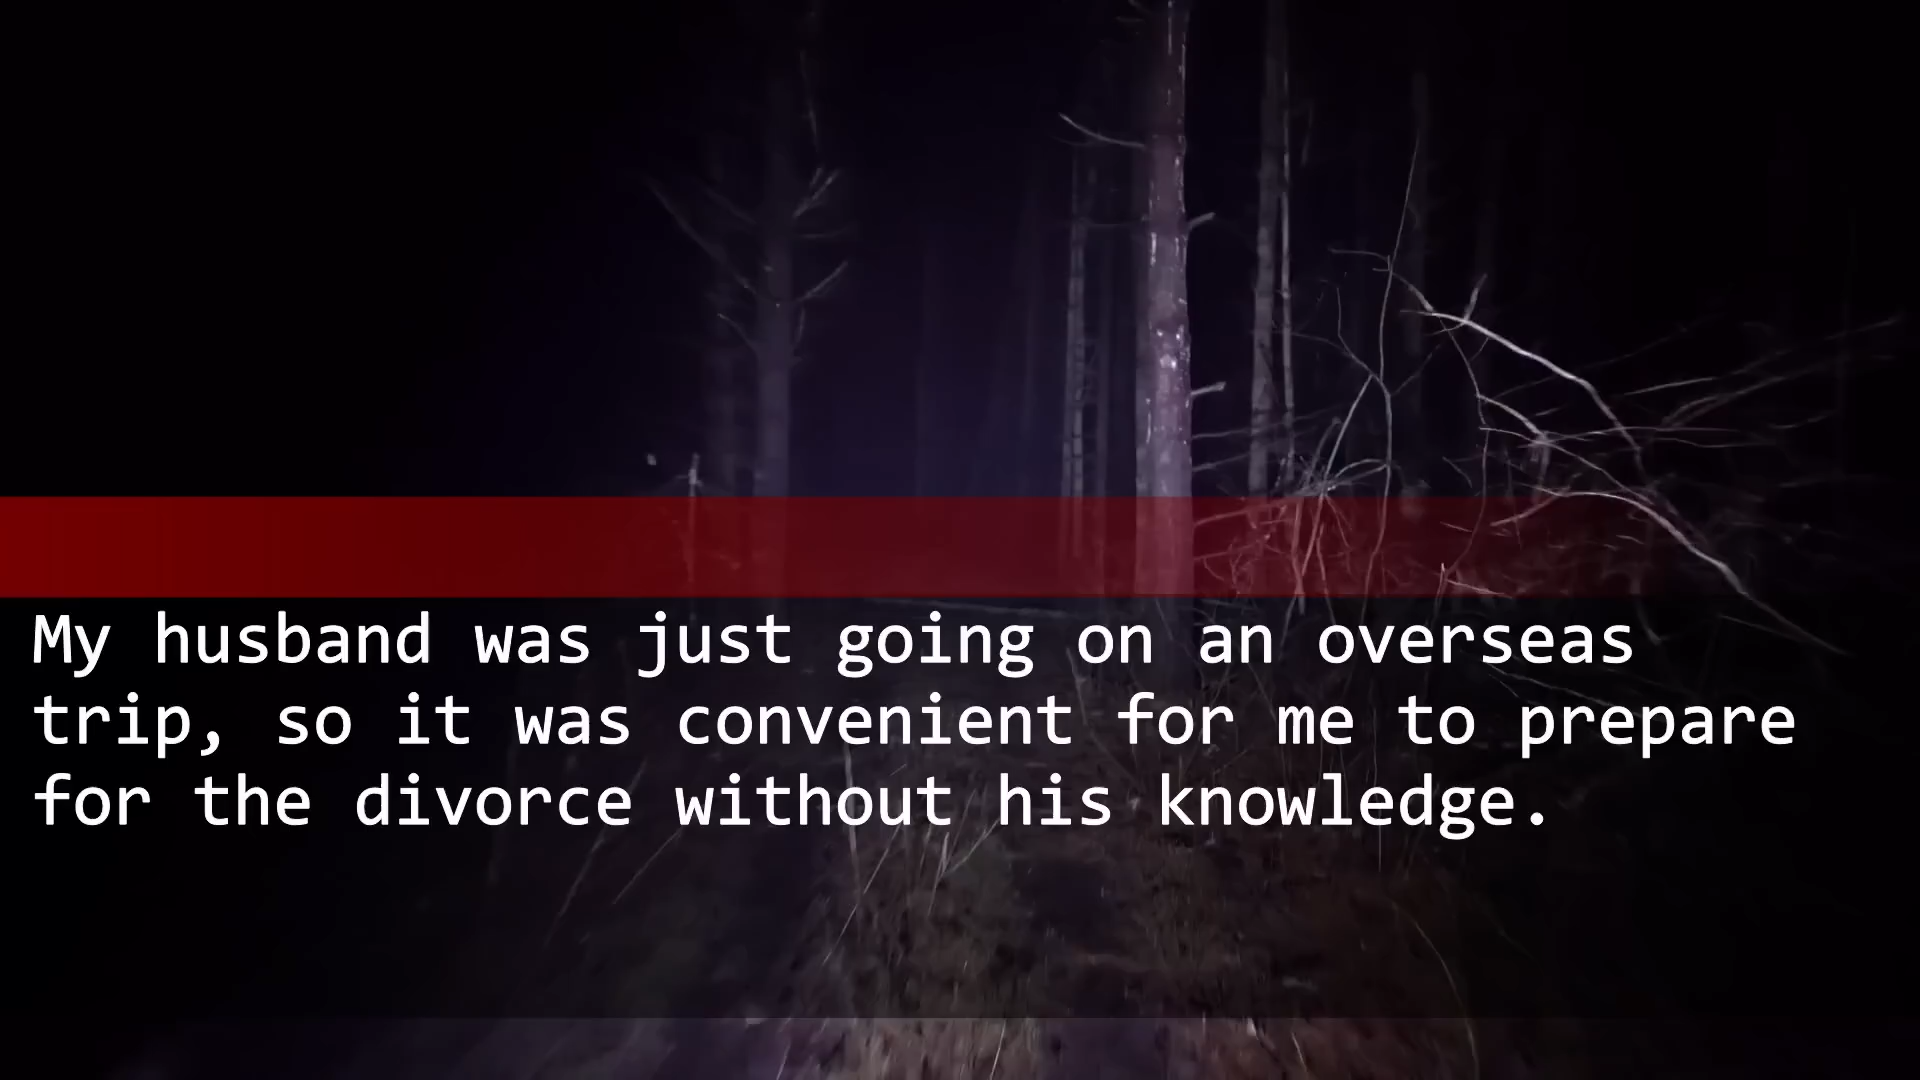 My husband was just going on an overseas
trip, so it was convenient for me to prepare
for the divorce without his knowledge.